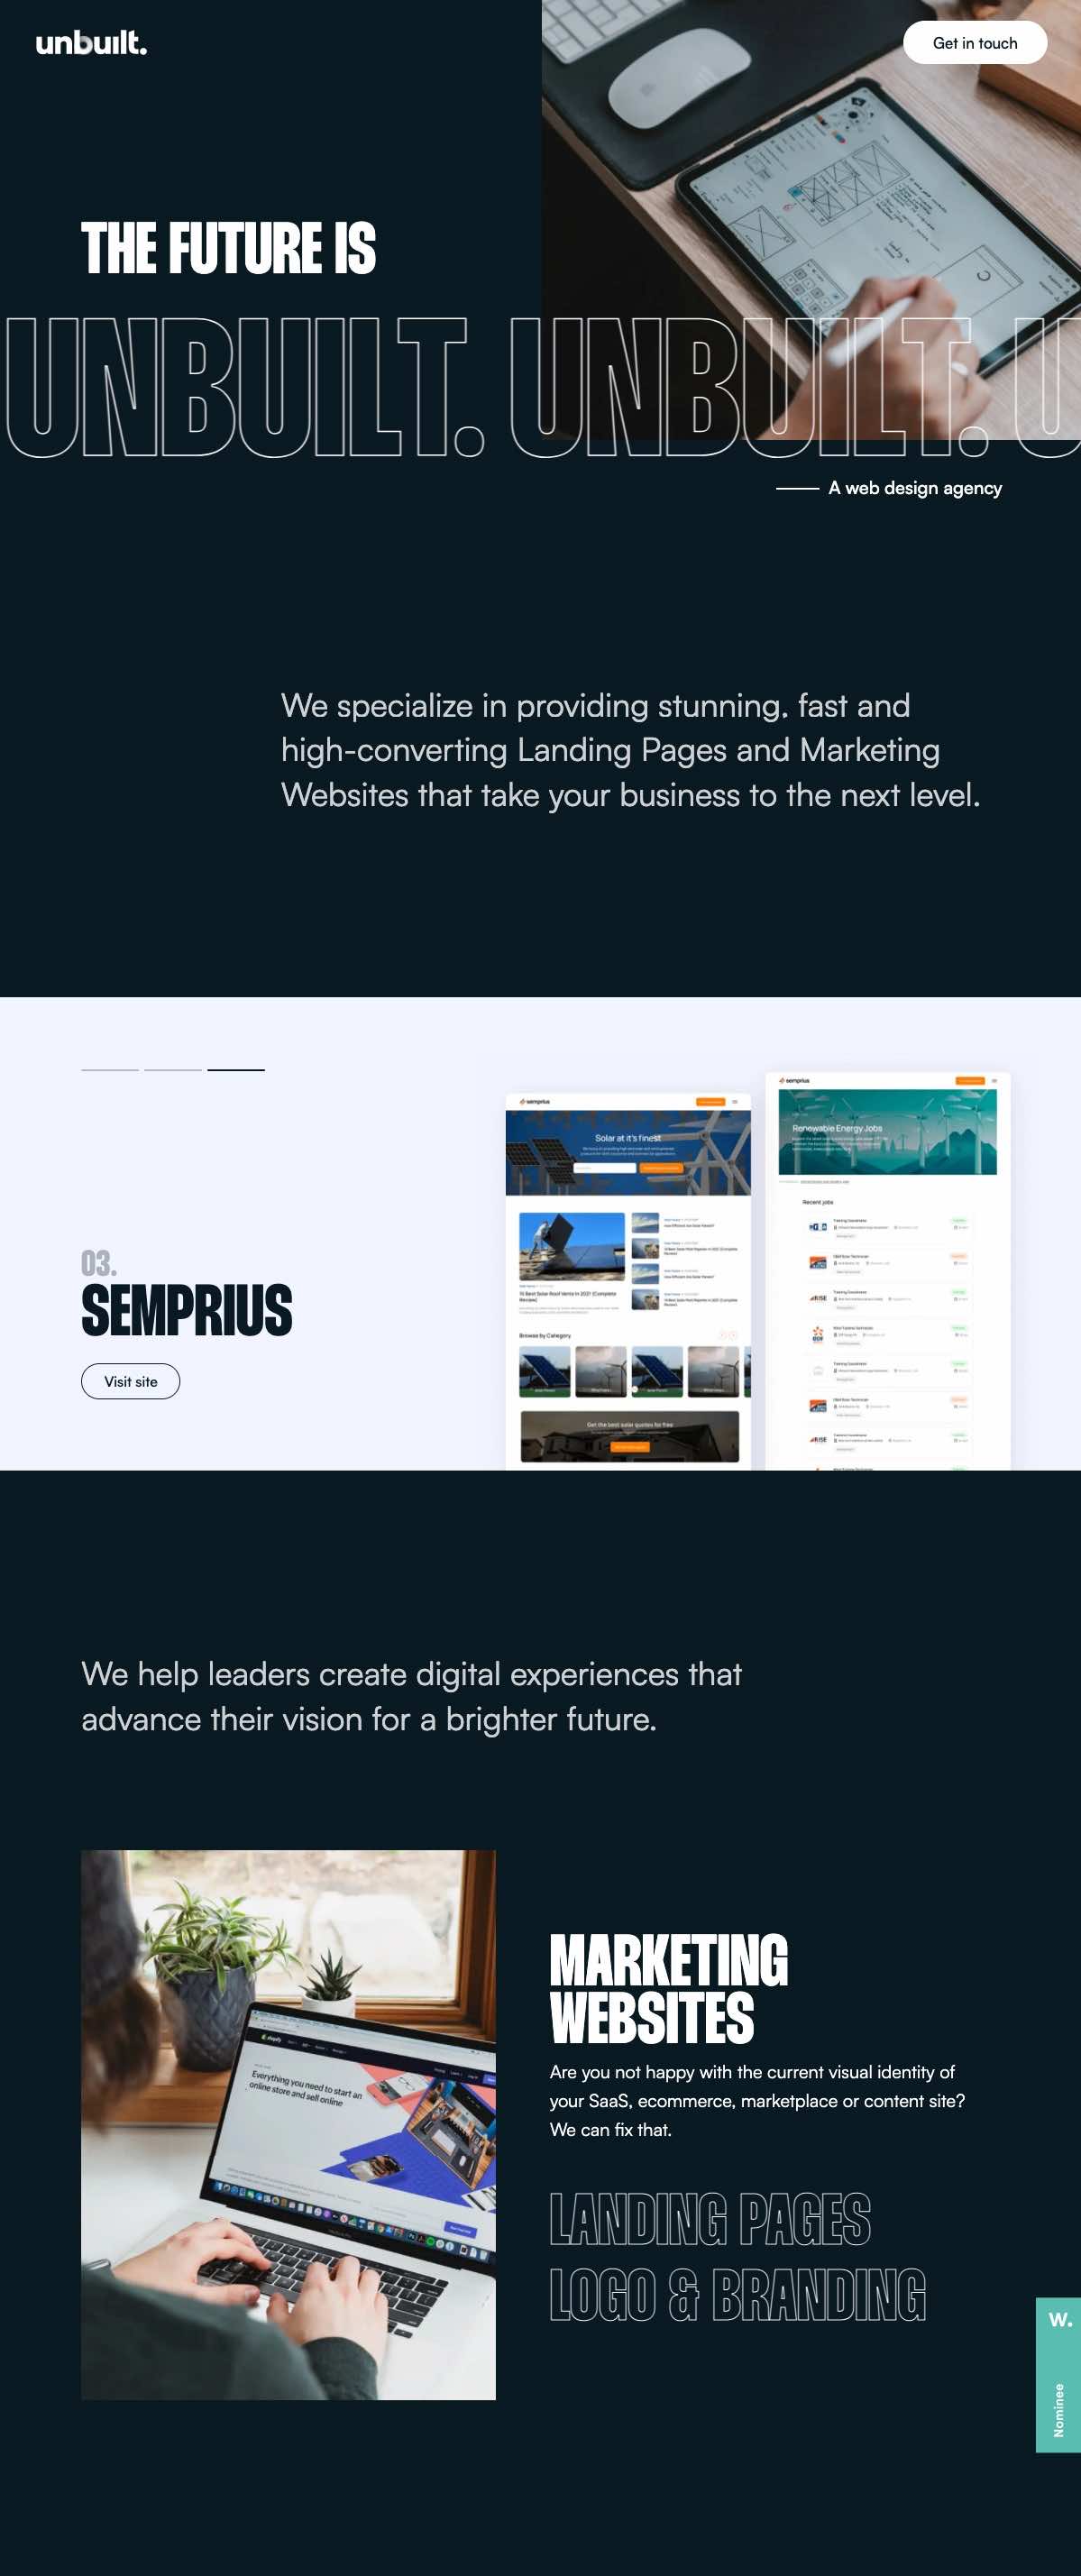 unbuilt.
Get in touch
THE FUTURE IS
UNBUILT. UNBUILT. U
A web design agency
We specialize in providing stunning, fast and
high-converting Landing Pages and Marketing
Websites that take your business to the next level.
semprius
Solar at it's finest
Browse by Category
Get the best solar quotes for free
semprius
Renewable Energy Jobs
Recent jobs
03.
SEMPRIUS
Visit site
We help leaders create digital experiences that
advance their vision for a brighter future.
shopify
Everything you need to start an
online store and sell online
MARKETING
WEBSITES
Are you not happy with the current visual identity of
your SaaS, ecommerce, marketplace or content site?
We can fix that.
LANDING PAGES
LOGO & BRANDING
W.
Nominee